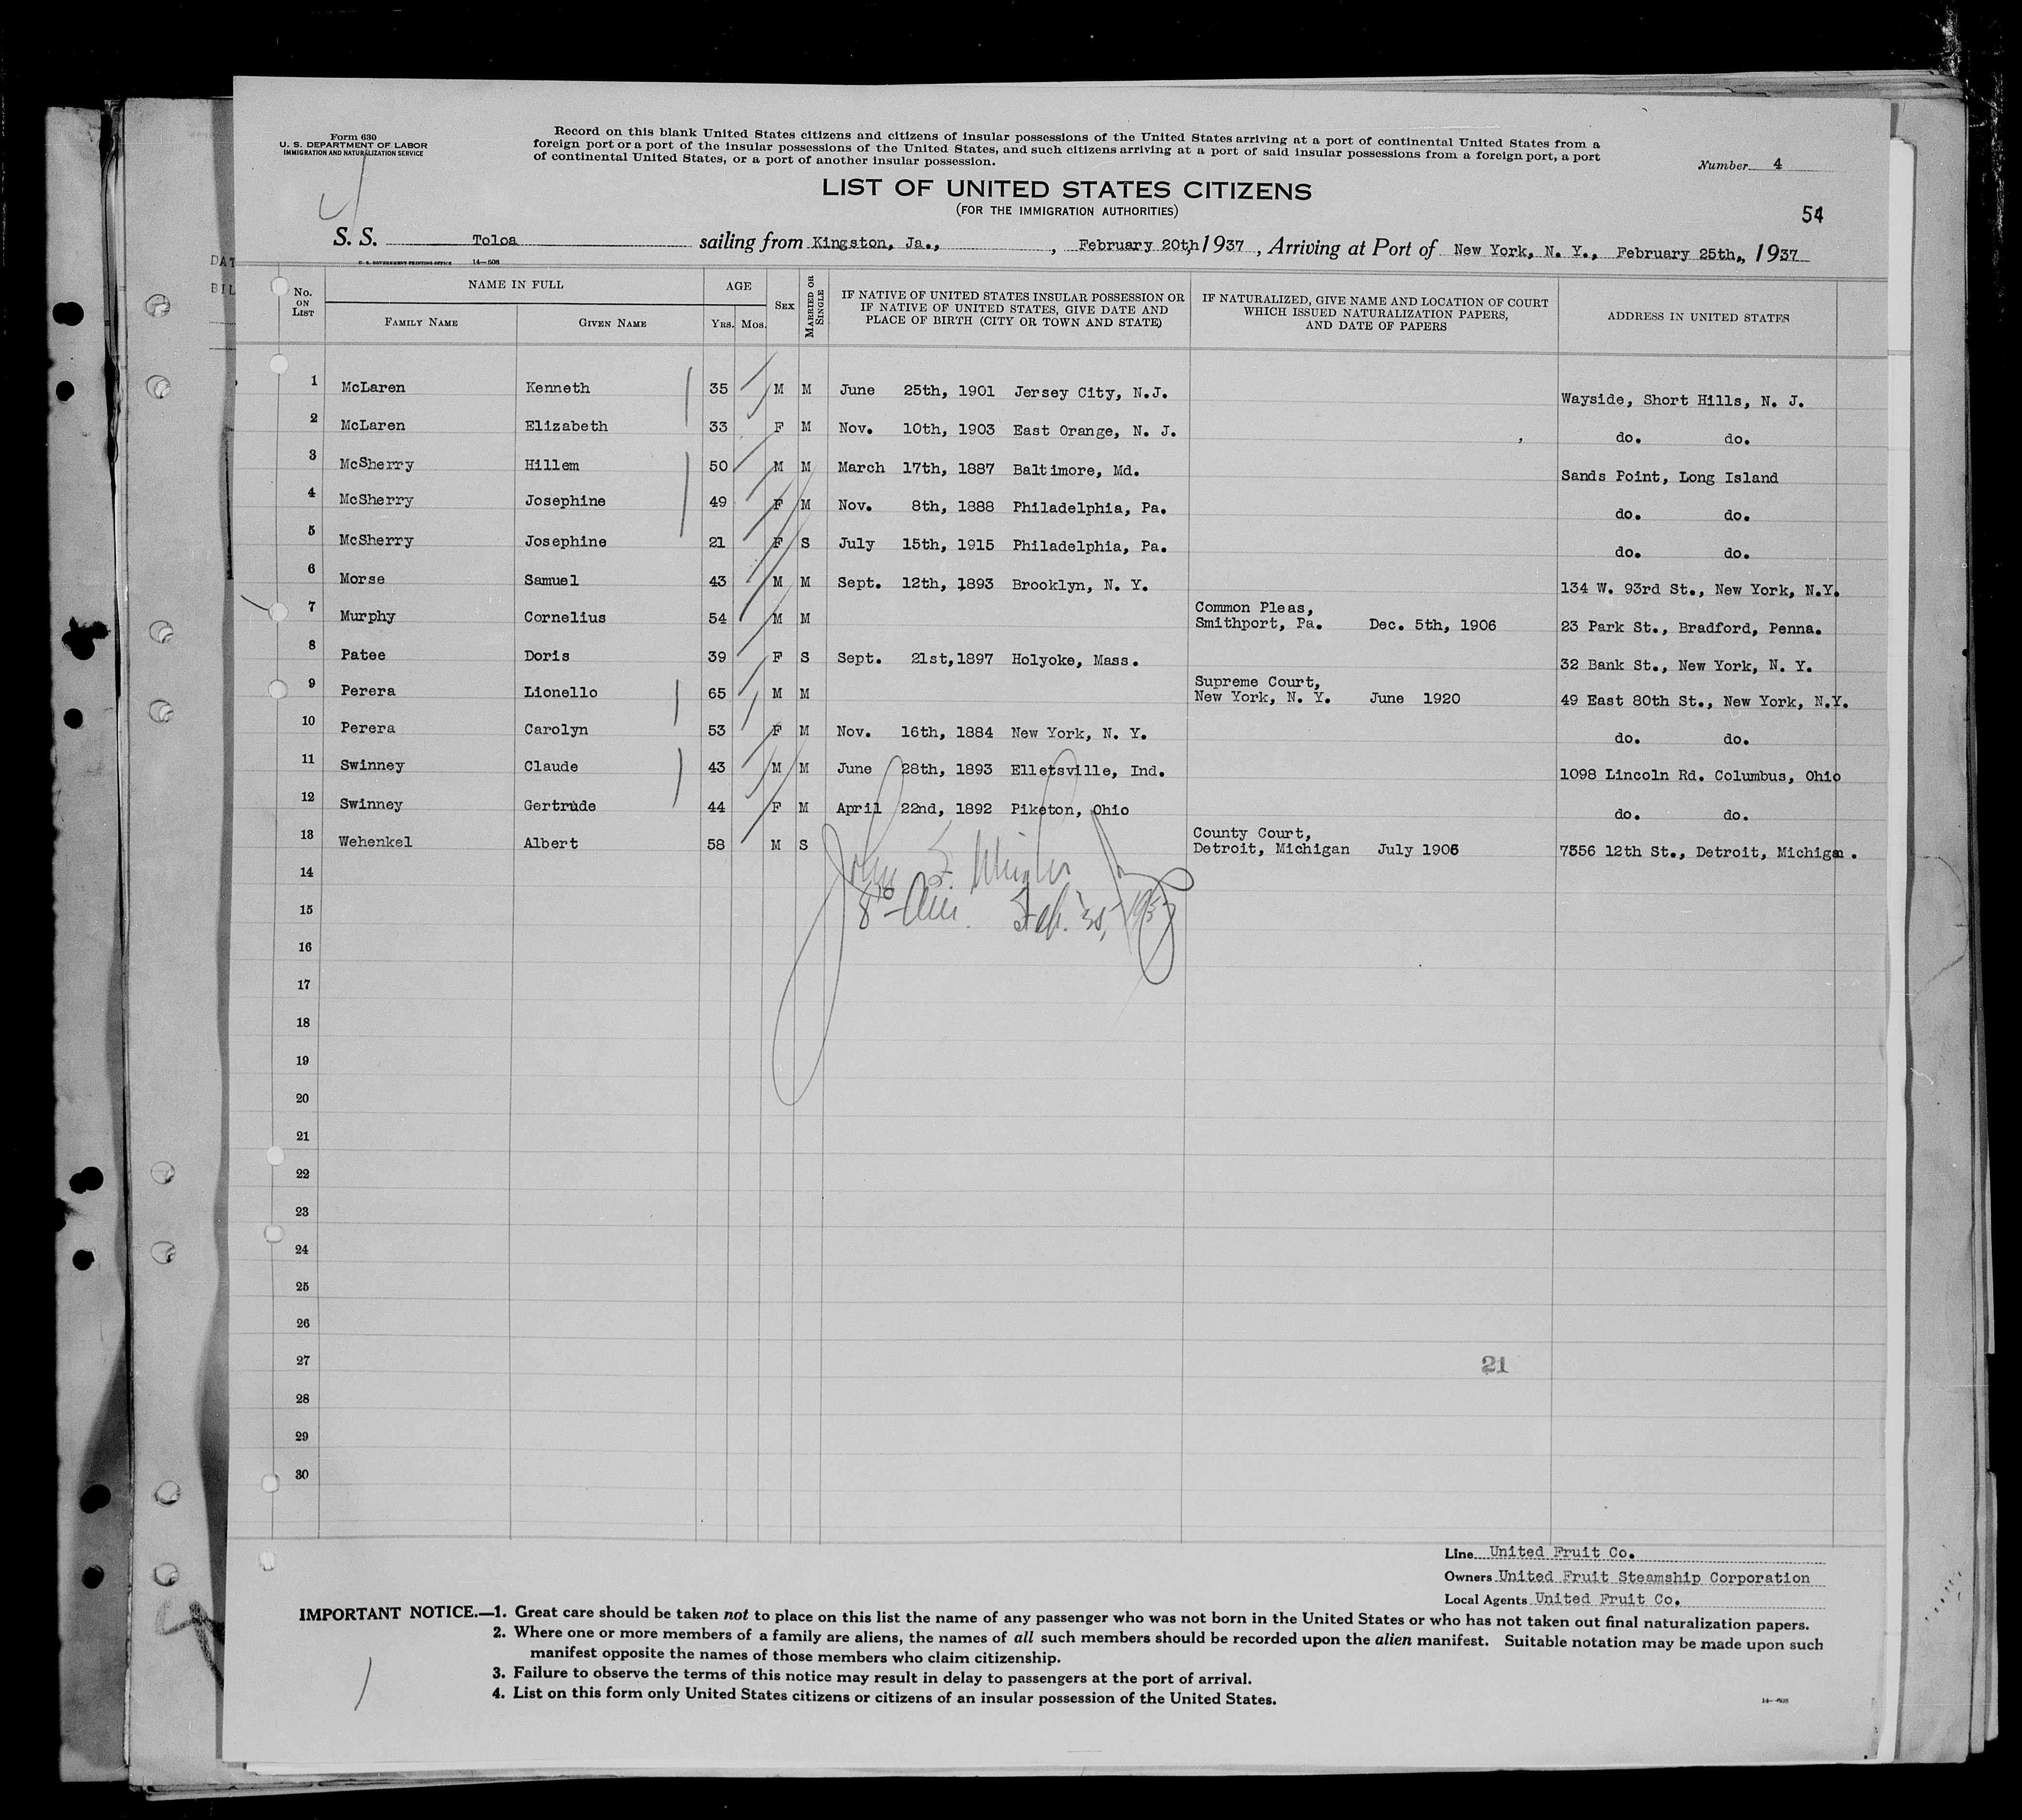 Form 630
U. S. DEPARTMENT OF LABOR
IMMIGRATION AND NATURALIZATION SERVICE
Record on this blank United States citizens and citizens of insular possessions of the United States arriving at a port of continental United States from a
foreign port or a port of the insular possessions of the United States, and such citizens arriving at a port of said insular possessions from a foreign port, a port
of continental United States, or a port of another insular possession.
Number 4
LIST OF UNITED STATES CITIZENS
(FOR THE IMMIGRATION AUTHORITIES)
54
S. S. Toloa sailing from Kingston, Ja., , February 20th, 1937 , Arriving at Port of New York, N. Y., February 25th,, 1937
U. S. GOVERNMENT PRINTING OFFICE 14—608
DAT
BIL
No. ON LIST
NAME IN FULL
FAMILY NAME GIVEN NAME
AGE
Yrs. Mos.
SEX
MARRIED OR SINGLE
IF NATIVE OF UNITED STATES INSULAR POSSESSION OR
IF NATIVE OF UNITED STATES, GIVE DATE AND
PLACE OF BIRTH (CITY OR TOWN AND STATE)
IF NATURALIZED, GIVE NAME AND LOCATION OF COURT
WHICH ISSUED NATURALIZATION PAPERS,
AND DATE OF PAPERS
ADDRESS IN UNITED STATES
1 McLaren Kenneth 35 M M June 25th, 1901 Jersey City, N.J. Wayside, Short Hills, N. J.
2 McLaren Elizabeth 33 F M Nov. 10th, 1903 East Orange, N. J. do. do.
3 McSherry Hillem 50 M M March 17th, 1887 Baltimore, Md. Sands Point, Long Island
4 McSherry Josephine 49 F M Nov. 8th, 1888 Philadelphia, Pa. do. do.
5 McSherry Josephine 21 F S July 15th, 1915 Philadelphia, Pa. do. do.
6 Morse Samuel 43 M M Sept. 12th, 1893 Brooklyn, N. Y. 134 W. 93rd St., New York, N.Y.
7 Murphy Cornelius 54 M M Common Pleas,
Smithport, Pa. Dec. 5th, 1906 23 Park St., Bradford, Penna.
8 Patee Doris 39 F S Sept. 21st,1897 Holyoke, Mass. 32 Bank St., New York, N. Y.
9 Perera Lionello 65 M M Supreme Court,
New York, N. Y. June 1920 49 East 80th St., New York, N.Y.
10 Perera Carolyn 53 F M Nov. 16th, 1884 New York, N. Y. do. do.
11 Swinney Claude 43 M M June 28th, 1893 Elletsville, Ind. 1098 Lincoln Rd. Columbus, Ohio
12 Swinney Gertrude 44 F M April 22nd, 1892 Piketon, Ohio do. do.
13 Wehenkel Albert 58 M S County Court,
Detroit, Michigan July 1906 7556 12th St., Detroit, Michigan.
14
15
16
17
18
19
20
21
22
23
24
25
26
27
21
28
29
30
Line United Fruit Co.
Owners United Fruit Steamship Corporation
Local Agents United Fruit Co.
IMPORTANT NOTICE.—1. Great care should be taken not to place on this list the name of any passenger who was not born in the United States or who has not taken out final naturalization papers.
2. Where one or more members of a family are aliens, the names of all such members should be recorded upon the alien manifest. Suitable notation may be made upon such
manifest opposite the names of those members who claim citizenship.
3. Failure to observe the terms of this notice may result in delay to passengers at the port of arrival.
4. List on this form only United States citizens or citizens of an insular possession of the United States.
14—608